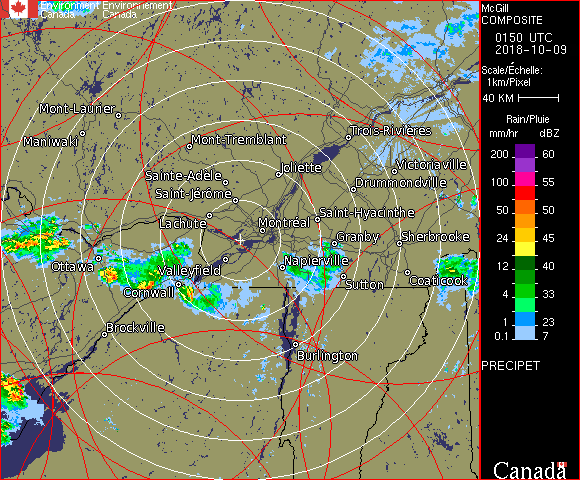 Environment Environnement
Canada Canada
McGill
COMPOSITE
0150 UTC
2018-10-09
Scale/Échelle:
1km/Pixel
40 KM
Rain/Pluie
mm/hr dBZ
200 60
100 55
50 50
24 45
12 40
4 33
1 23
0.1 7
PRECIPET
Canada
Mont-Laurier
Maniwaki
Mont-Tremblant
Trois-Rivières
Sainte-Adèle
Joliette
Victoriaville
Saint-Jérôme
Drummondville
Lachute
Montréal
Saint-Hyacinthe
Granby
Sherbrooke
Ottawa
Valleyfield
Napierville
Cornwall
Sutton
Coaticook
Brockville
Burlington